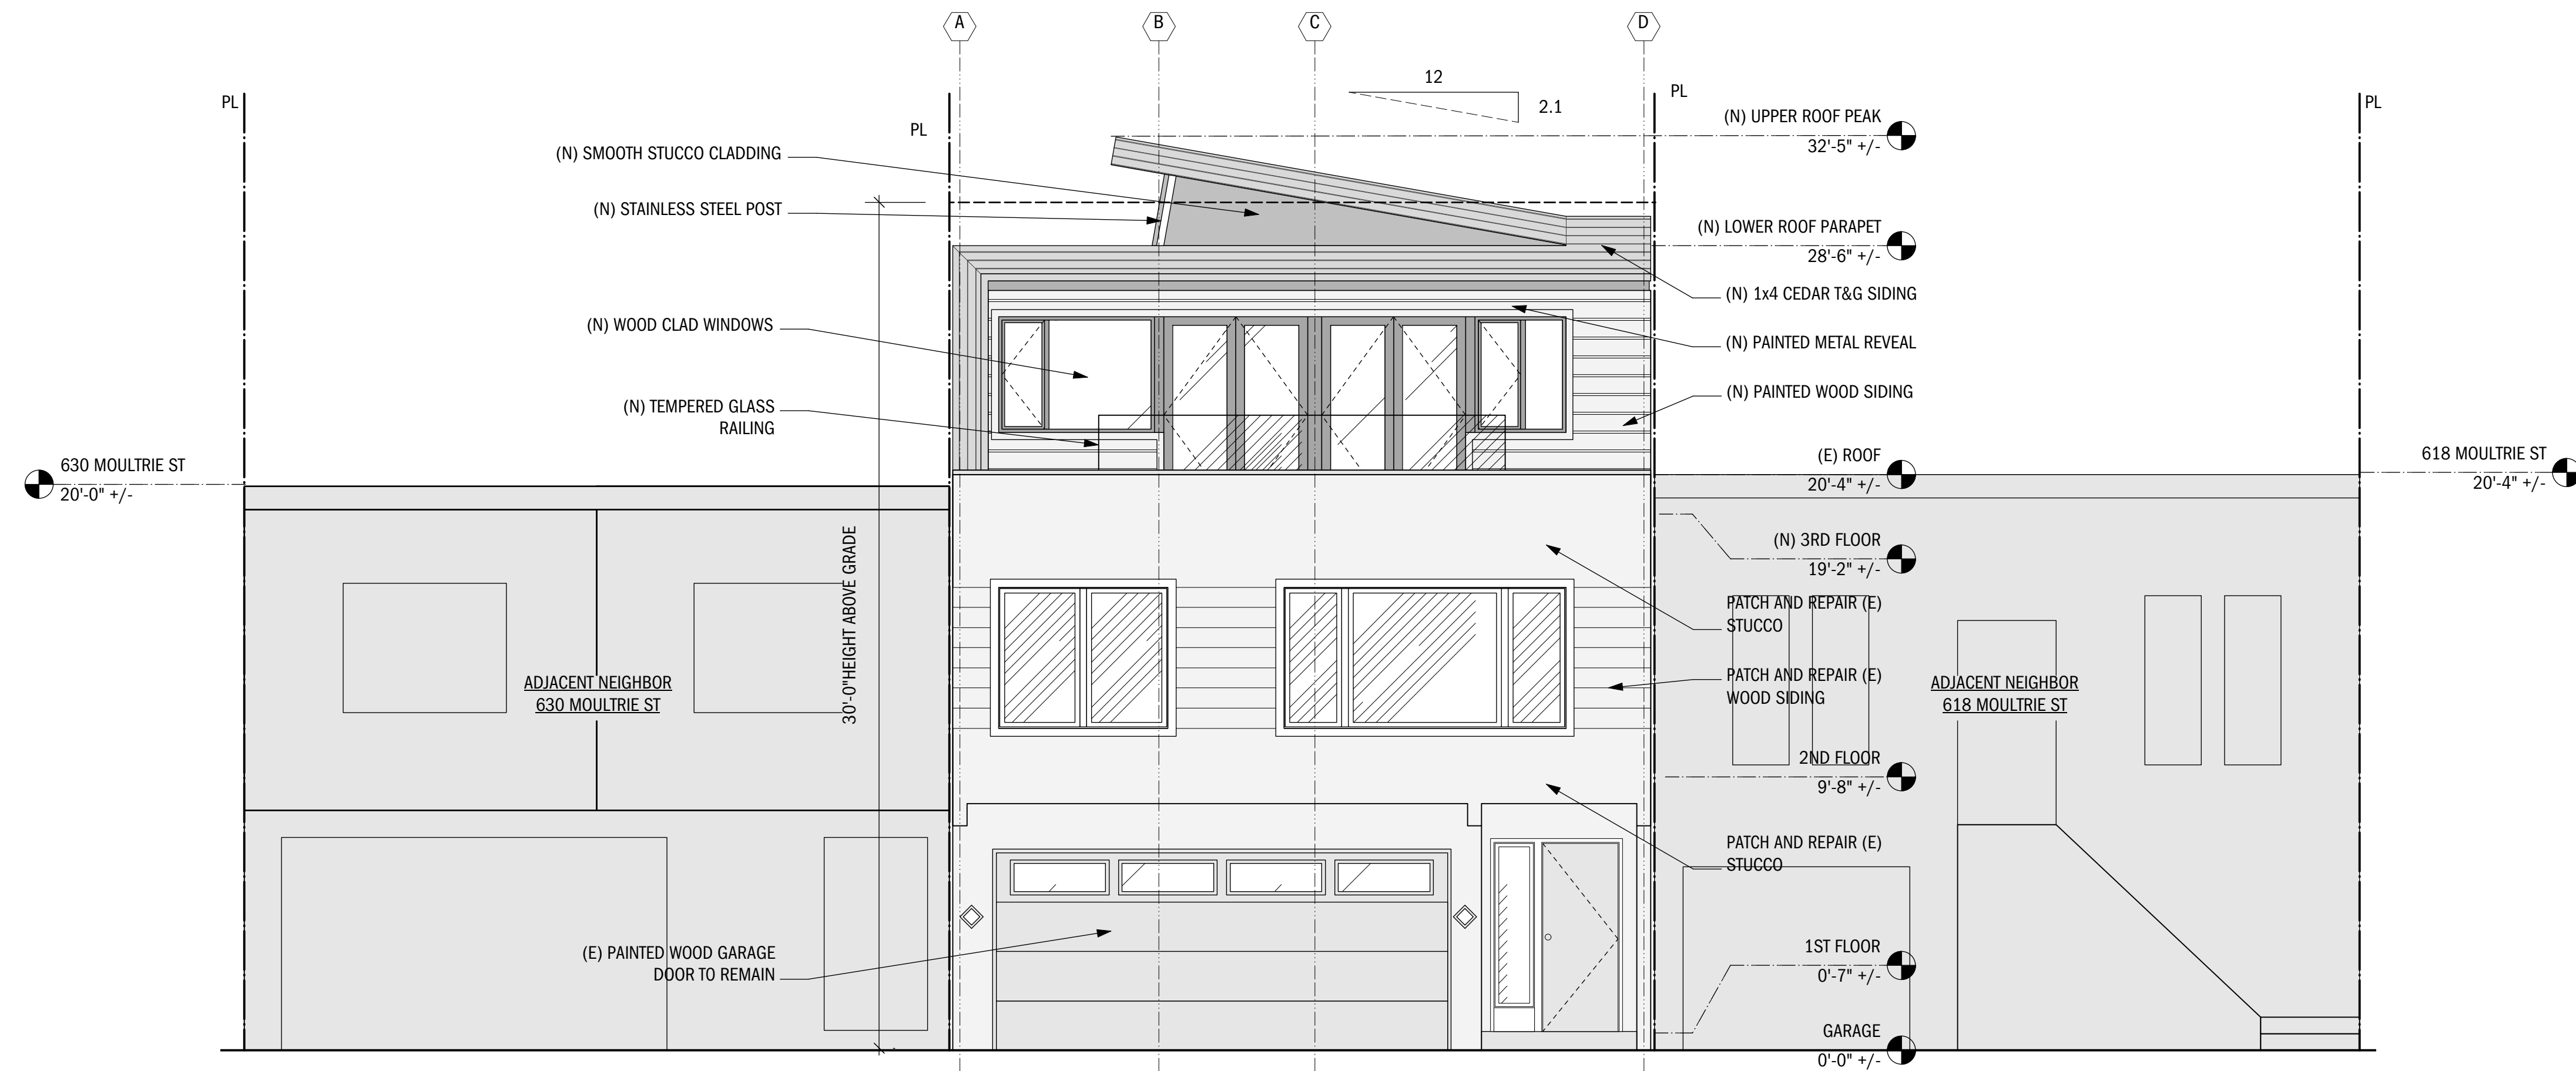 A
B
C
D
12
2.1
PL
PL
PL
PL
(N) UPPER ROOF PEAK
32'-5" +/-
(N) SMOOTH STUCCO CLADDING
(N) STAINLESS STEEL POST
(N) LOWER ROOF PARAPET
28'-6" +/-
(N) 1x4 CEDAR T&G SIDING
(N) WOOD CLAD WINDOWS
(N) PAINTED METAL REVEAL
(N) PAINTED WOOD SIDING
(N) TEMPERED GLASS
RAILING
630 MOULTRIE ST
20'-0" +/-
(E) ROOF
20'-4" +/-
618 MOULTRIE ST
20'-4" +/-
30'-0"HEIGHT ABOVE GRADE
(N) 3RD FLOOR
19'-2" +/-
PATCH AND REPAIR (E)
STUCCO
ADJACENT NEIGHBOR
630 MOULTRIE ST
PATCH AND REPAIR (E)
WOOD SIDING
ADJACENT NEIGHBOR
618 MOULTRIE ST
2ND FLOOR
9'-8" +/-
PATCH AND REPAIR (E)
STUCCO
(E) PAINTED WOOD GARAGE
DOOR TO REMAIN
1ST FLOOR
0'-7" +/-
GARAGE
0'-0" +/-